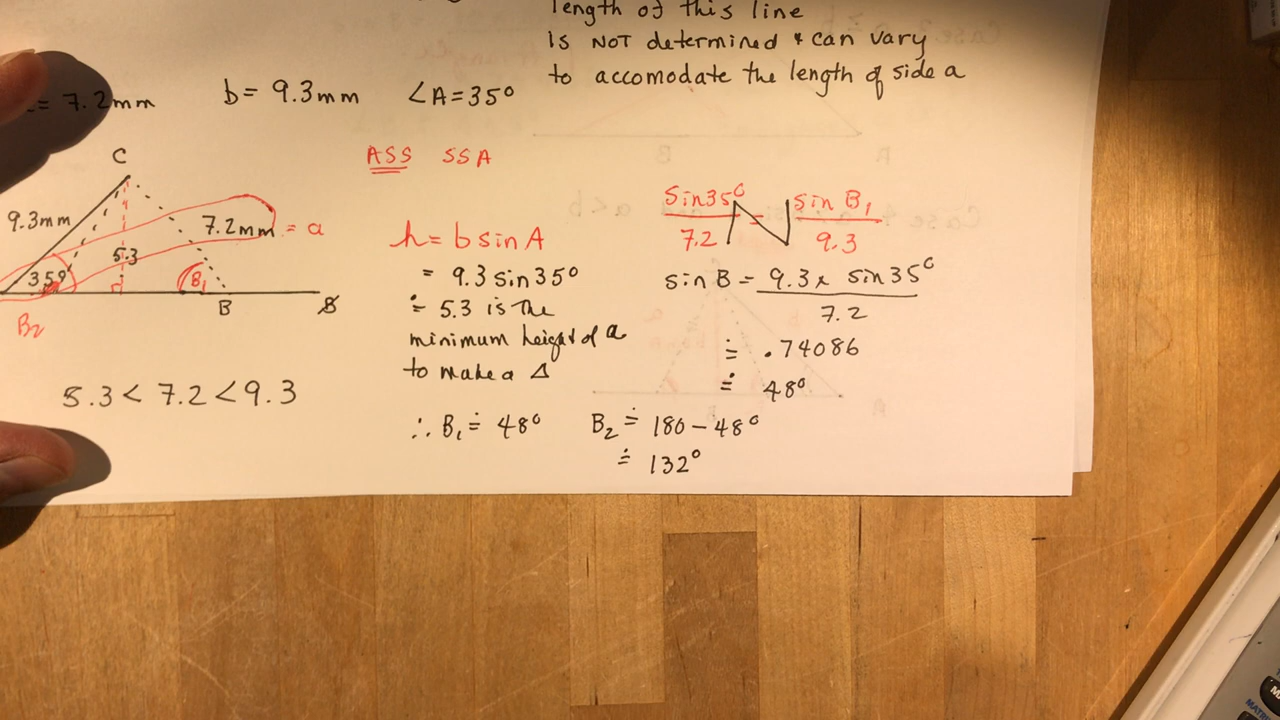 length of this line
Is NOT determined & can vary
to accomodate the length of side a
= 7.2mm b= 9.3mm ∠A=35°
ASS SSA
C
9.3mm
7.2mm = a
5.3
35°
B₁
B
B₂
5.3 < 7.2 < 9.3
h= b sin A
= 9.3 sin 35°
≐ 5.3 is the
minimum height of a
to make a Δ
∴ B₁ ≐ 48°
sin35° = sin B₁
7.2 9.3
sin B = 9.3 x sin 35°
7.2
≐ .74086
≐ 48°
B₂ ≐ 180 - 48°
≐ 132°